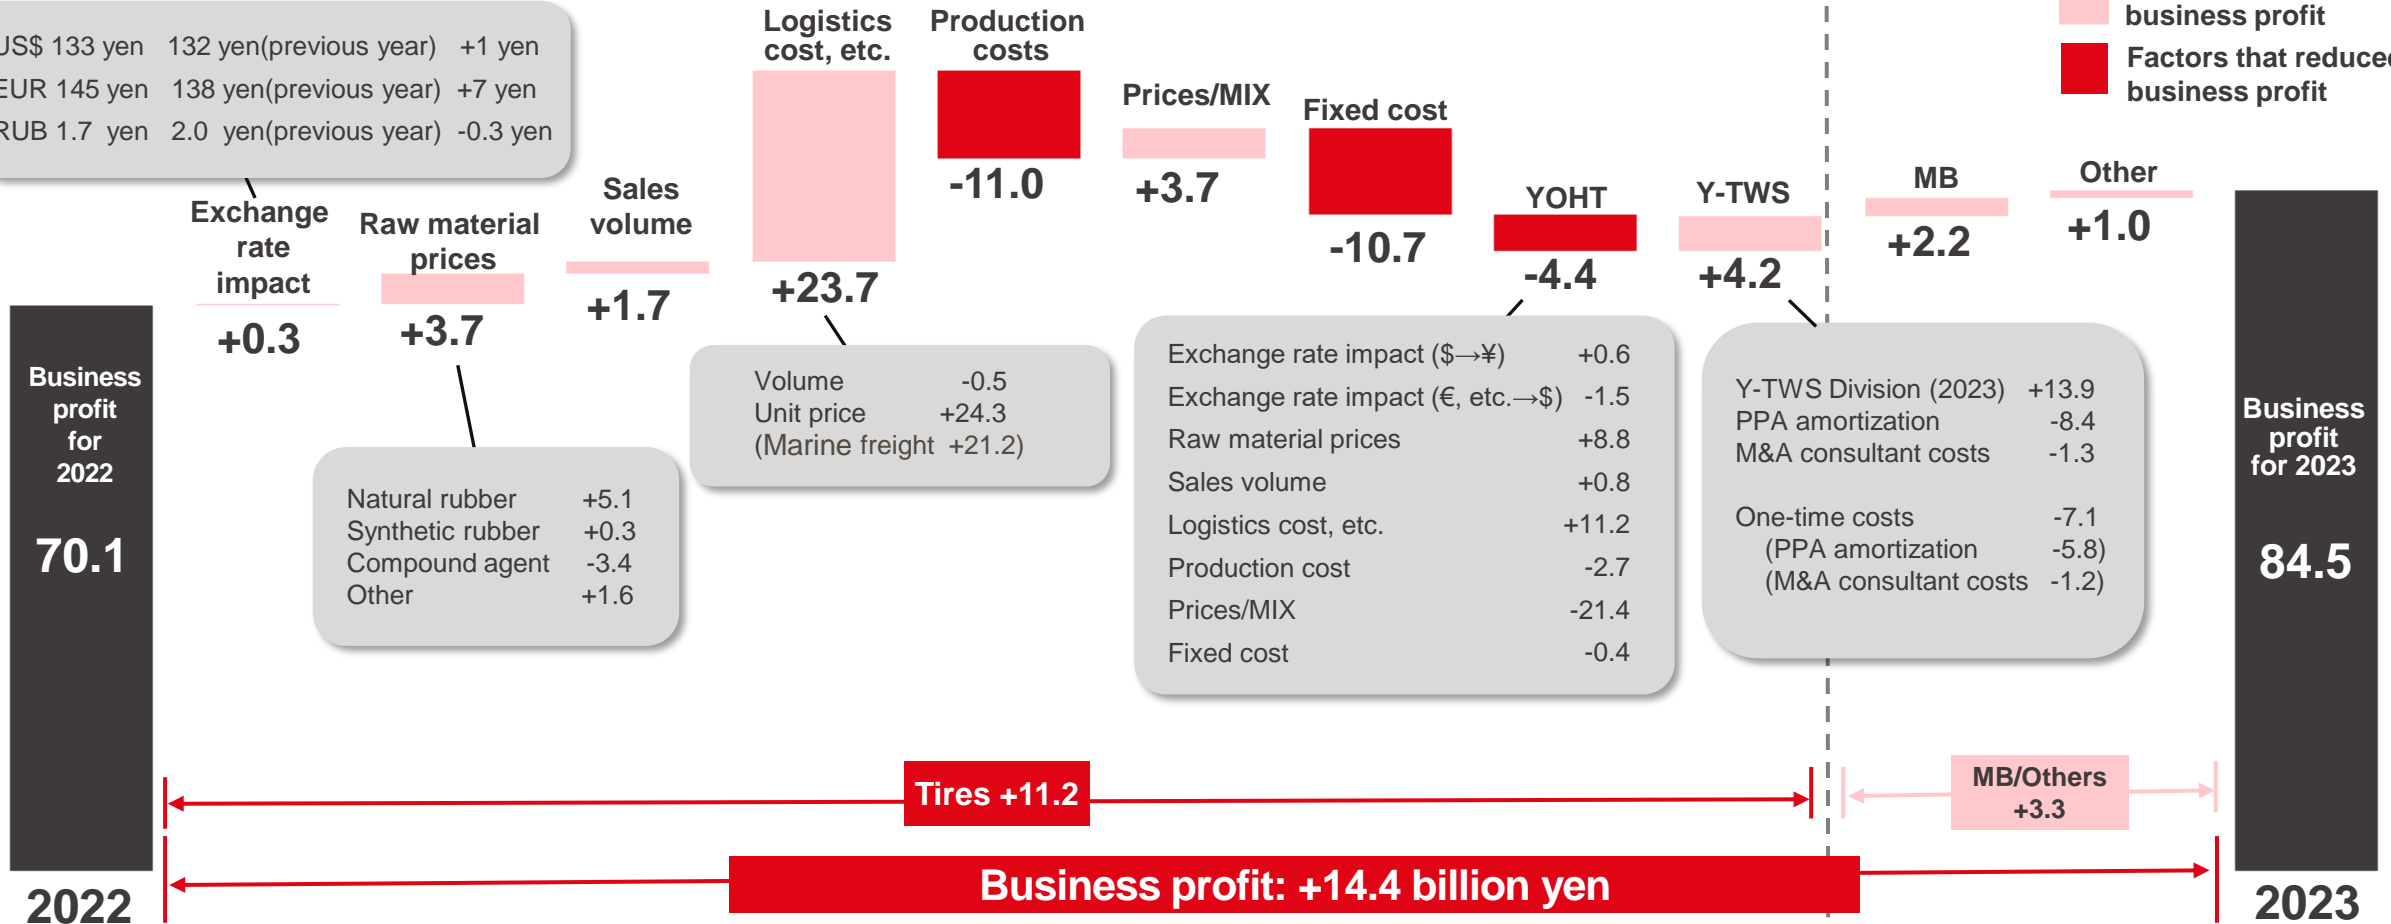 US$ 133 yen 132 yen(previous year) +1 yen
EUR 145 yen 138 yen(previous year) +7 yen
RUB 1.7 yen 2.0 yen(previous year) -0.3 yen
business profit
Factors that reduced
business profit
Exchange
rate
impact
+0.3
Raw material
prices
+3.7
Sales
volume
+1.7
Logistics
cost, etc.
+23.7
Production
costs
-11.0
Prices/MIX
+3.7
Fixed cost
-10.7
YOHT
-4.4
Y-TWS
+4.2
MB
+2.2
Other
+1.0
Business
profit
for
2022
70.1
Natural rubber +5.1
Synthetic rubber +0.3
Compound agent -3.4
Other +1.6
Volume -0.5
Unit price +24.3
(Marine freight +21.2)
Exchange rate impact ($→¥) +0.6
Exchange rate impact (€, etc.→$) -1.5
Raw material prices +8.8
Sales volume +0.8
Logistics cost, etc. +11.2
Production cost -2.7
Prices/MIX -21.4
Fixed cost -0.4
Y-TWS Division (2023) +13.9
PPA amortization -8.4
M&A consultant costs -1.3
One-time costs -7.1
(PPA amortization -5.8)
(M&A consultant costs -1.2)
Business
profit
for 2023
84.5
Tires +11.2
MB/Others
+3.3
Business profit: +14.4 billion yen
2022
2023